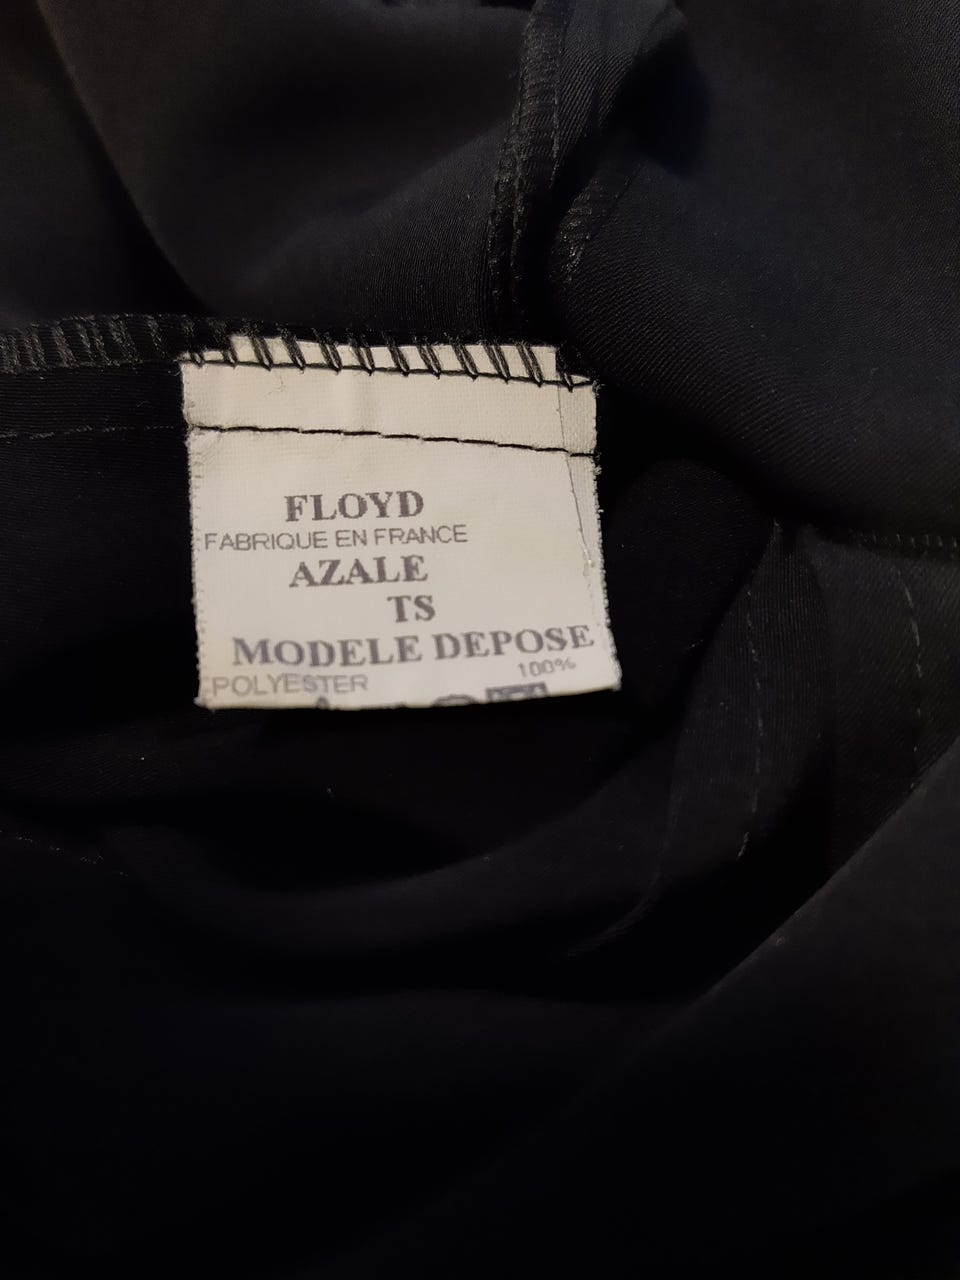 FLOYD
FABRIQUE EN FRANCE
AZALE
TS
MODELE DEPOSE
100%
POLYESTER